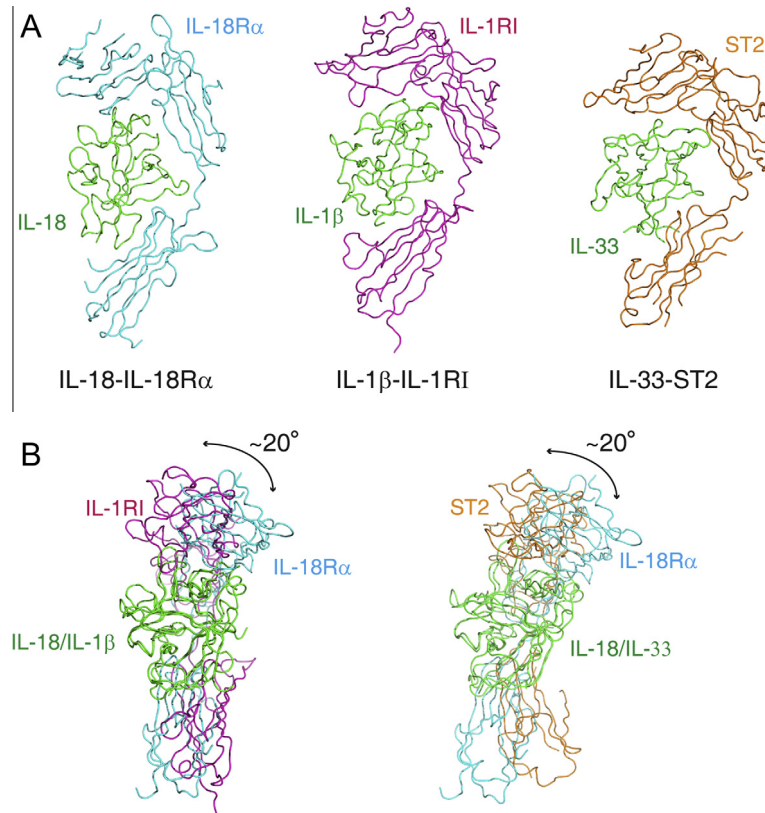 A
IL-18Rα
IL-1RI
ST2
IL-18
IL-1β
IL-33
IL-18-IL-18Rα
IL-1β-IL-1RI
IL-33-ST2
B
~20°
~20°
IL-1RI
ST2
IL-18Rα
IL-18Rα
IL-18/IL-1β
IL-18/IL-33